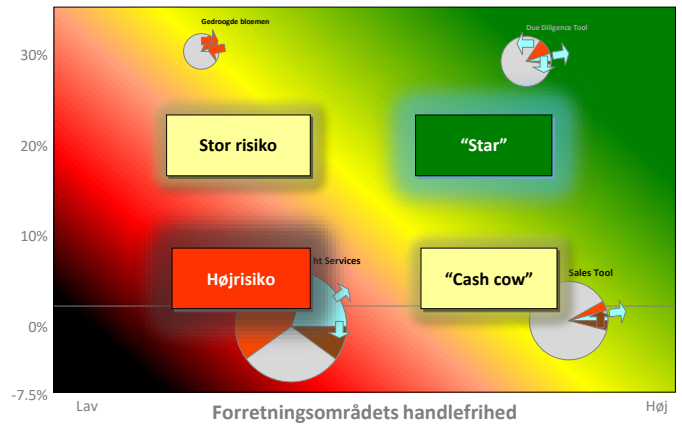 Gedroogde bloemen
Due Diligence Tool
30%
Stor risiko
“Star”
20%
10%
ht Services
Højrisiko
“Cash cow”
Sales Tool
0%
-7.5%
Lav
Forretningsområdets handlefrihed
Høj